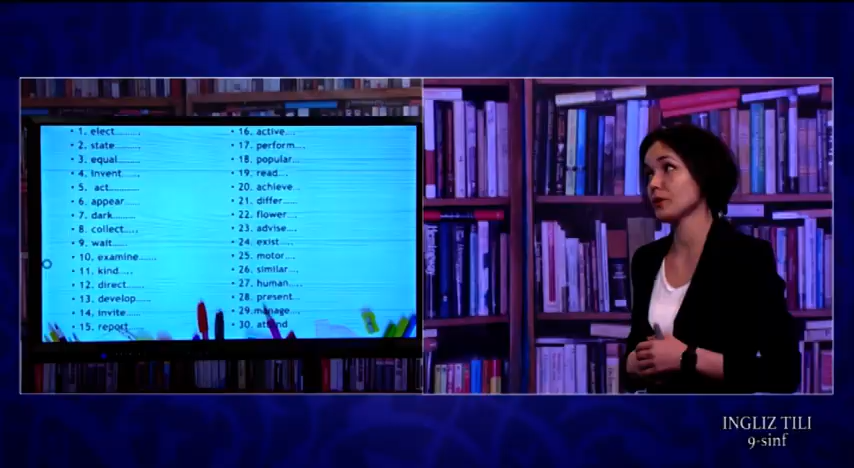 • 1. elect........
• 2. state.......
• 3. equal........
• 4. invent.......
• 5. act...........
• 6. appear.....
• 7. dark........
• 8. collect.....
• 9. wait.....
• 10. examine......
• 11. kind.....
• 12. direct.....
• 13. develop.....
• 14. invite.....
• 15. report
• 16. active....
• 17. perform....
• 18. popular...
• 19. read....
• 20. achieve...
• 21. differ....
• 22. flower...
• 23. advise...
• 24. exist....
• 25. motor....
• 26. similar...
• 27. human....
• 28. present...
• 29. manage....
• 30. attend
INGLIZ TILI
9-sinf